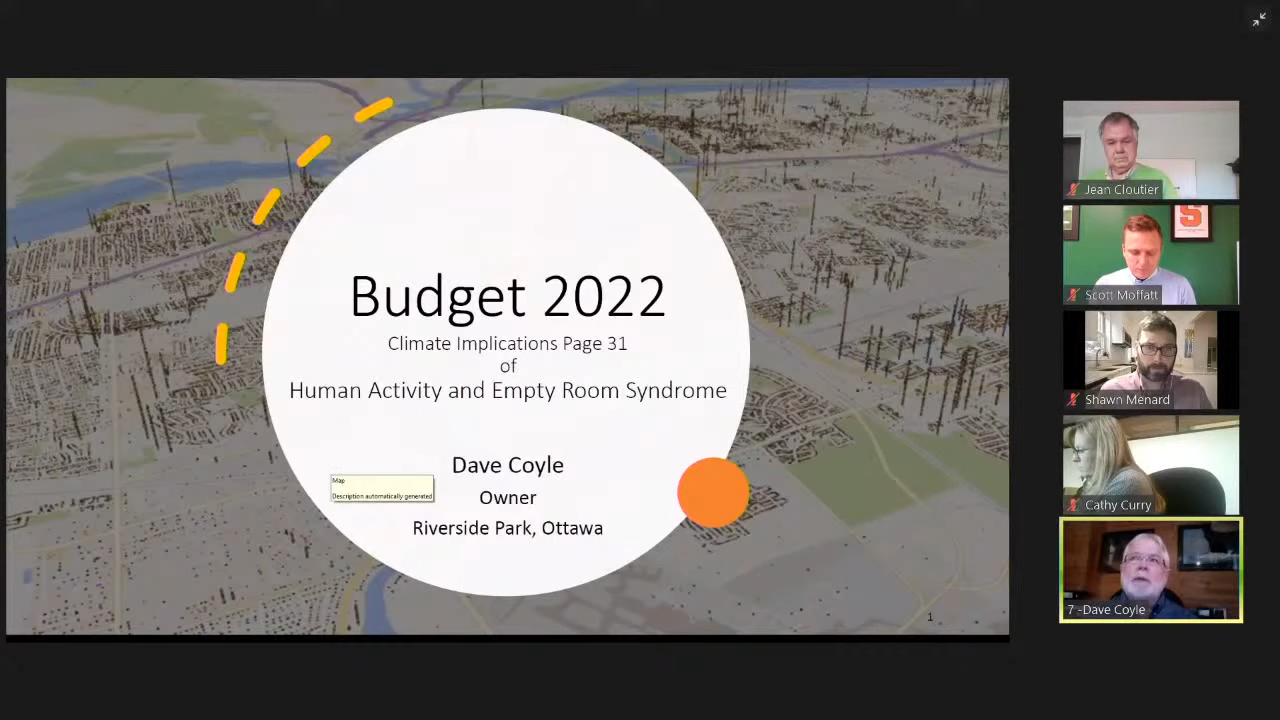 Budget 2022
Climate Implications Page 31
of
Human Activity and Empty Room Syndrome
Dave Coyle
Owner
Riverside Park, Ottawa
Map
Description automatically generated
1
Jean Cloutier
S
Scott Moffatt
Shawn Menard
Cathy Curry
7 -Dave Coyle